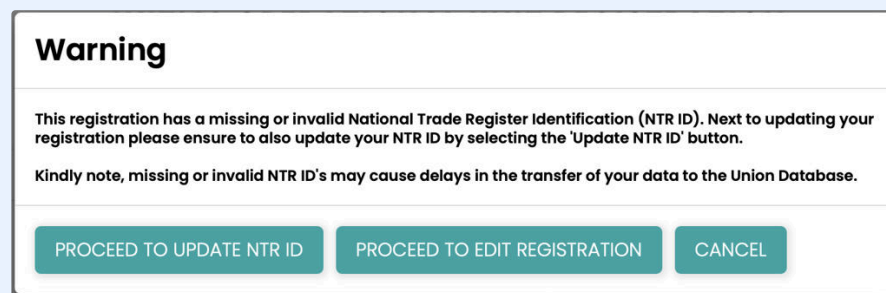 Warning
This registration has a missing or invalid National Trade Register Identification (NTR ID). Next to updating your
registration please ensure to also update your NTR ID by selecting the 'Update NTR ID' button.
Kindly note, missing or invalid NTR ID's may cause delays in the transfer of your data to the Union Database.
PROCEED TO UPDATE NTR ID PROCEED TO EDIT REGISTRATION CANCEL